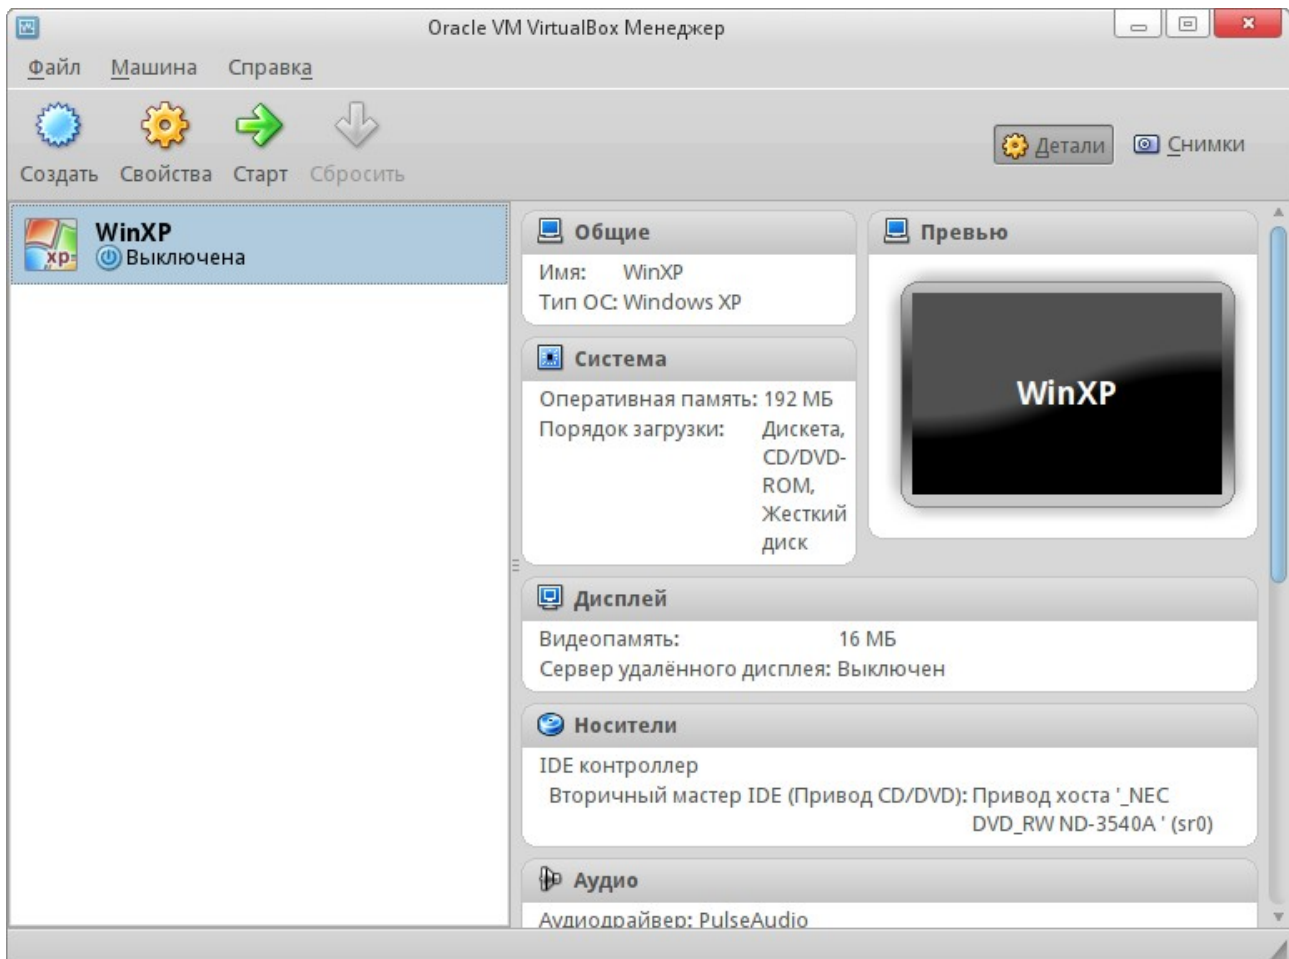 Oracle VM VirtualBox Менеджер
Файл Машина Справка
Создать Свойства Старт Сбросить
Детали Снимки
WinXP
Выключена
Общие
Имя: WinXP
Тип ОС: Windows XP
Система
Оперативная память: 192 МБ
Порядок загрузки: Дискета,
CD/DVD-
ROM,
Жесткий
диск
Превью
WinXP
Дисплей
Видеопамять: 16 МБ
Сервер удалённого дисплея: Выключен
Носители
IDE контроллер
Вторичный мастер IDE (Привод CD/DVD): Привод хоста '_NEC
DVD_RW ND-3540A ' (sr0)
Аудио
Аудиодрайвер: PulseAudio